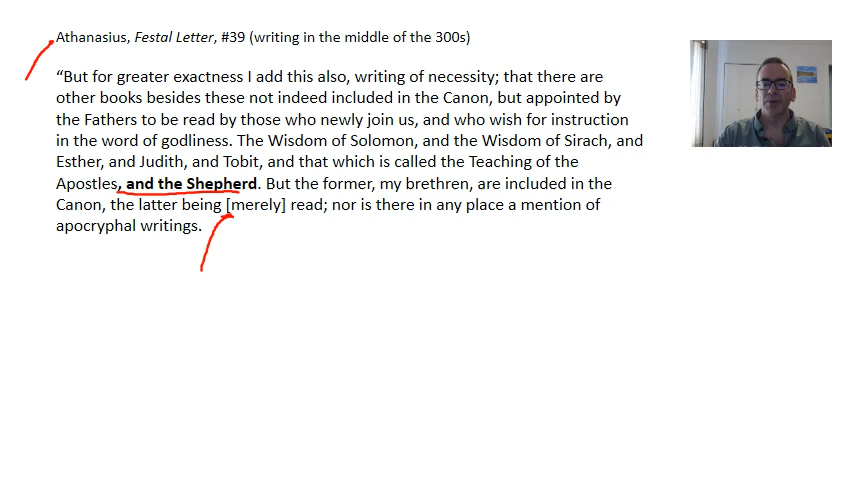 Athanasius, Festal Letter, #39 (writing in the middle of the 300s)
“But for greater exactness I add this also, writing of necessity; that there are
other books besides these not indeed included in the Canon, but appointed by
the Fathers to be read by those who newly join us, and who wish for instruction
in the word of godliness. The Wisdom of Solomon, and the Wisdom of Sirach, and
Esther, and Judith, and Tobit, and that which is called the Teaching of the
Apostles, and the Shepherd. But the former, my brethren, are included in the
Canon, the latter being [merely] read; nor is there in any place a mention of
apocryphal writings.